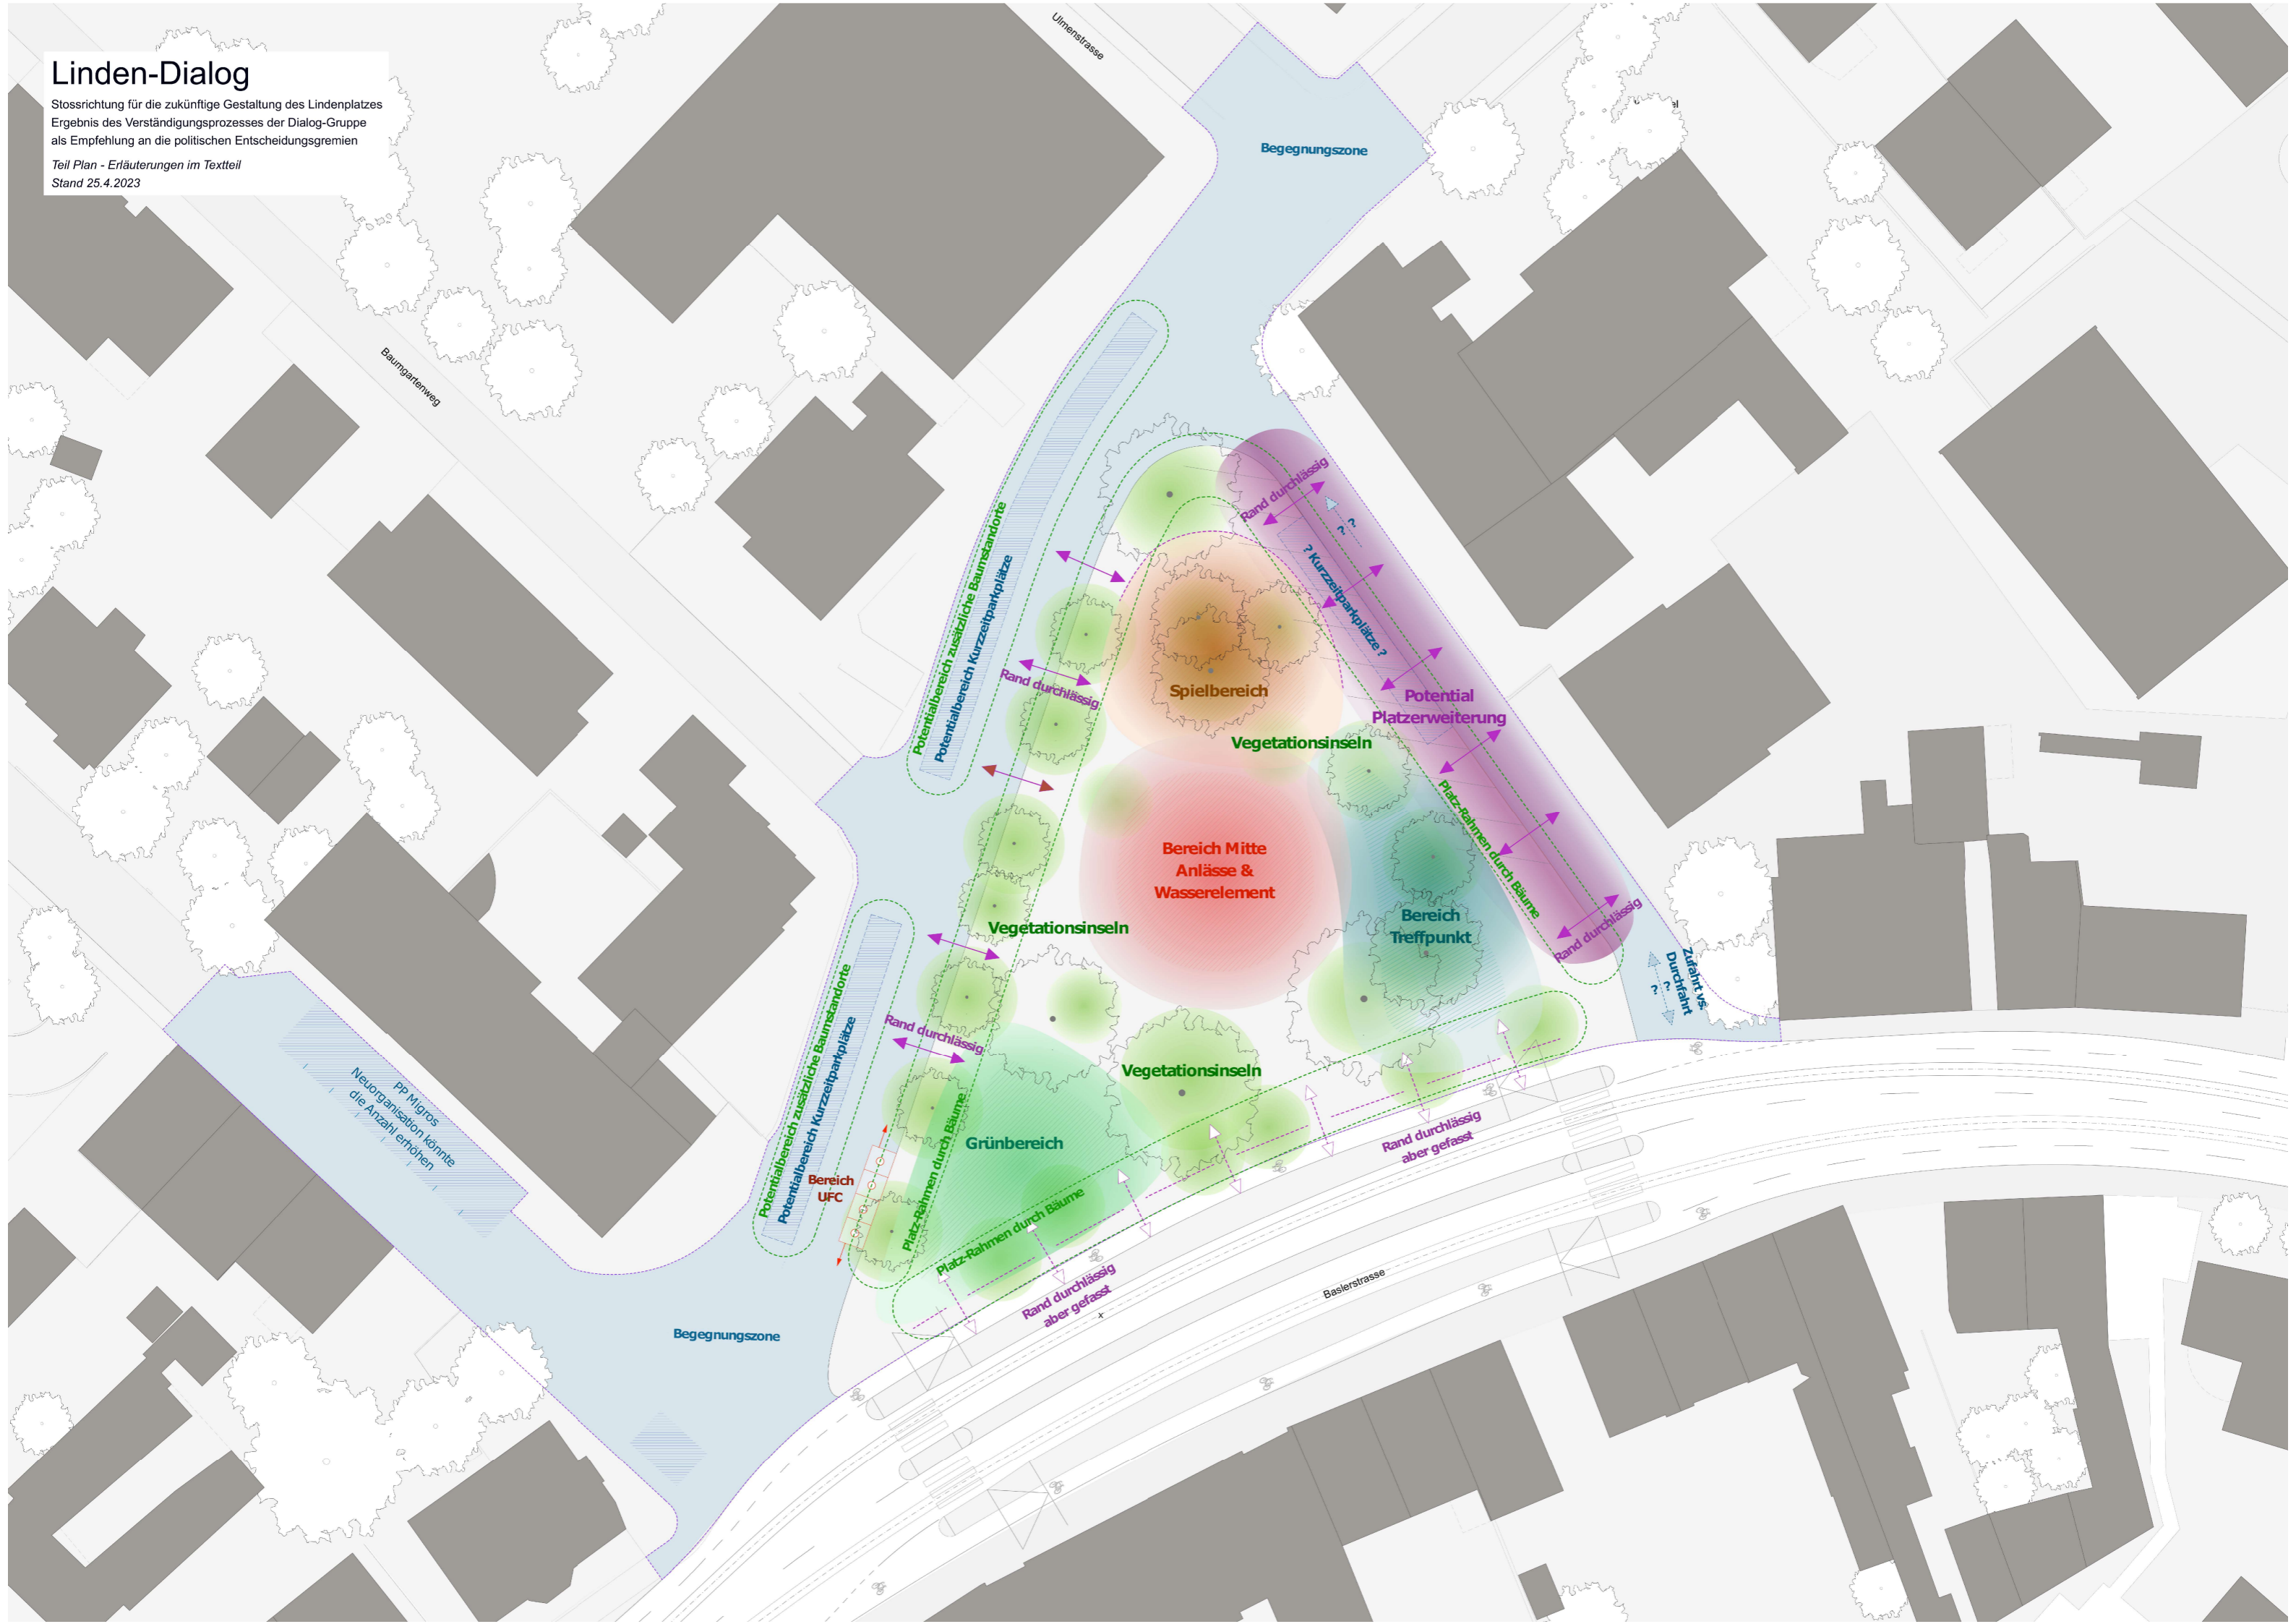 Linden-Dialog
Stossrichtung für die zukünftige Gestaltung des Lindenplatzes
Ergebnis des Verständigungsprozesses der Dialog-Gruppe
als Empfehlung an die politischen Entscheidungsgremien
Teil Plan - Erläuterungen im Textteil
Stand 25.4.2023
Ulmenstrasse
Begegnungszone
Baumgartenweg
Potentialbereich zusätzliche Baumstandorte
Potentialbereich Kurzzeitparkplätze
Rand durchlässig
? ?
? Kurzzeitparkplätze ?
Rand durchlässig
Spielbereich
Potential
Platzerweiterung
Vegetationsinseln
Platz-Rahmen durch Bäume
Bereich Mitte
Anlässe &
Wasserelement
Bereich
Treffpunkt
Rand durchlässig
Vegetationsinseln
Zufahrt vs.
Durchfahrt
? ?
Potentialbereich zusätzliche Baumstandorte
Potentialbereich Kurzzeitparkplätze
Rand durchlässig
Vegetationsinseln
PP Migros
Neuorganisation könnte
die Anzahl erhöhen
Grünbereich
Platz-Rahmen durch Bäume
Rand durchlässig
aber gefasst
Bereich
UFC
Platz-Rahmen durch Bäume
Rand durchlässig
aber gefasst
x
Baslerstrasse
Begegnungszone